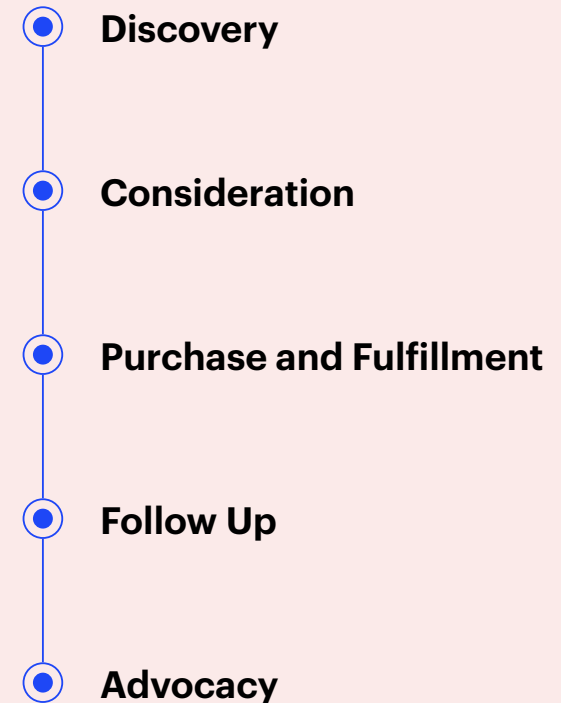 Discovery
Consideration
Purchase and Fulfillment
Follow Up
Advocacy